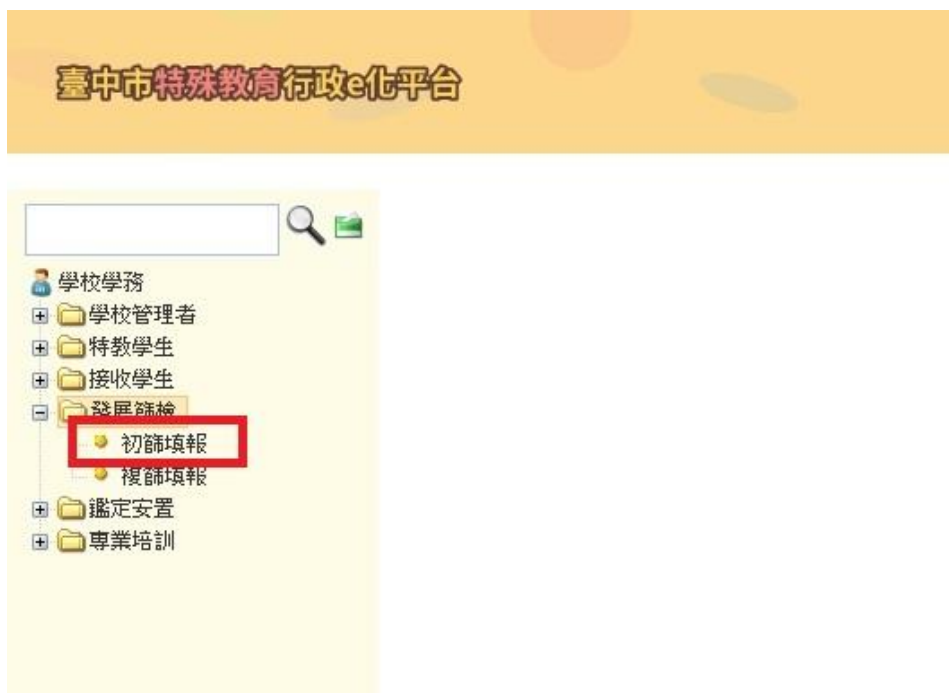 臺中市特殊教育行政e化平台
學校學務
學校管理者
特教學生
接收學生
發展篩檢
初篩填報
複篩填報
鑑定安置
專業培訓